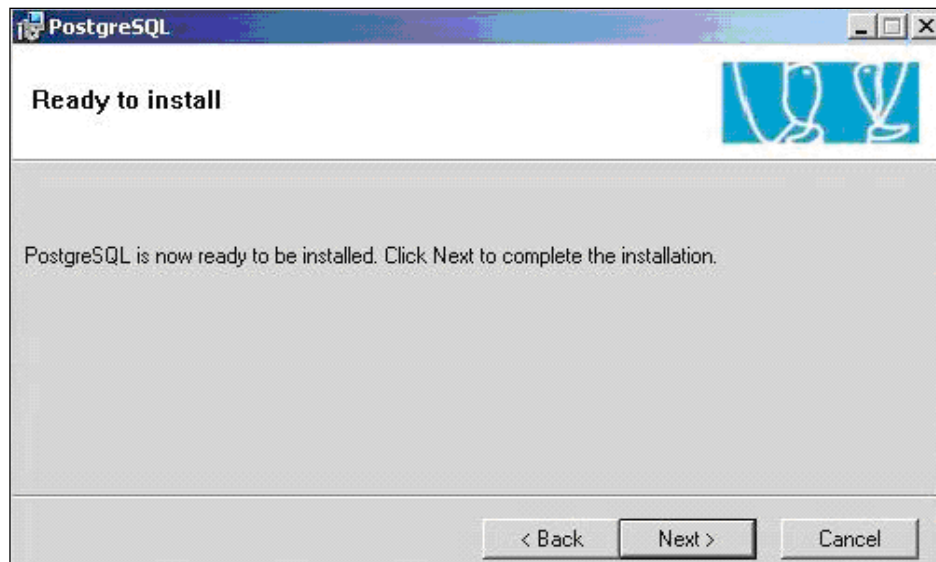 PostgreSQL
Ready to install
PostgreSQL is now ready to be installed. Click Next to complete the installation.
< Back
Next >
Cancel